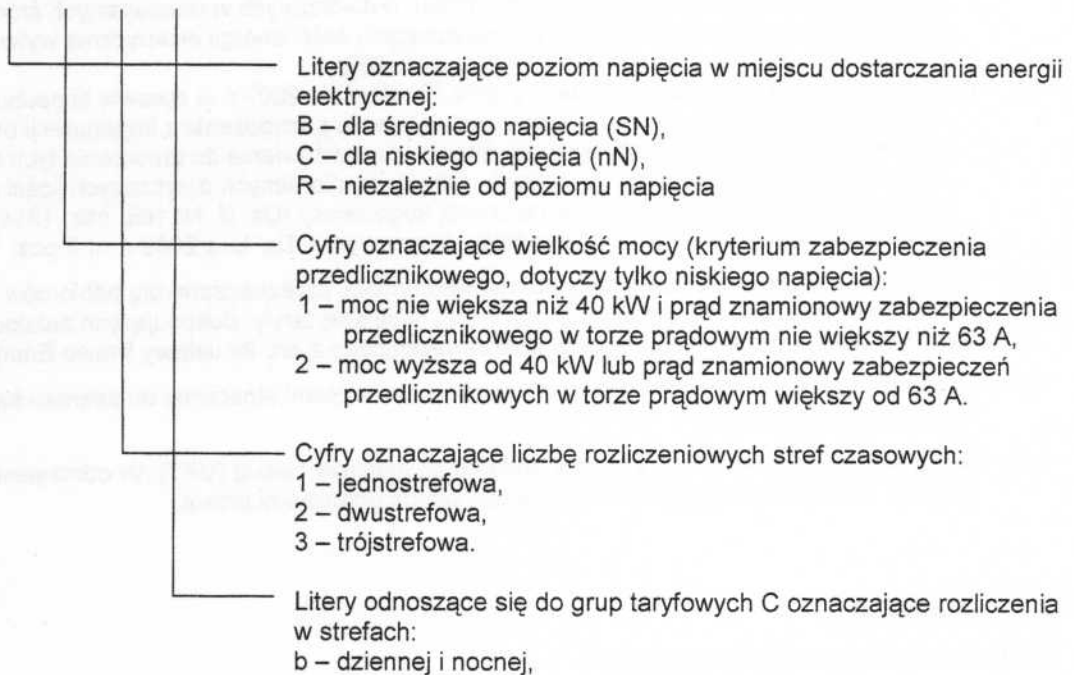 Litery oznaczające poziom napięcia w miejscu dostarczania energii
elektrycznej:
B – dla średniego napięcia (SN),
C – dla niskiego napięcia (nN),
R – niezależnie od poziomu napięcia
Cyfry oznaczające wielkość mocy (kryterium zabezpieczenia
przedlicznikowego, dotyczy tylko niskiego napięcia):
1 – moc nie większa niż 40 kW i prąd znamionowy zabezpieczenia
przedlicznikowego w torze prądowym nie większy niż 63 A,
2 – moc wyższa od 40 kW lub prąd znamionowy zabezpieczeń
przedlicznikowych w torze prądowym większy od 63 A.
Cyfry oznaczające liczbę rozliczeniowych stref czasowych:
1 – jednostrefowa,
2 – dwustrefowa,
3 – trójstrefowa.
Litery odnoszące się do grup taryfowych C oznaczające rozliczenia
w strefach:
b – dziennej i nocnej,